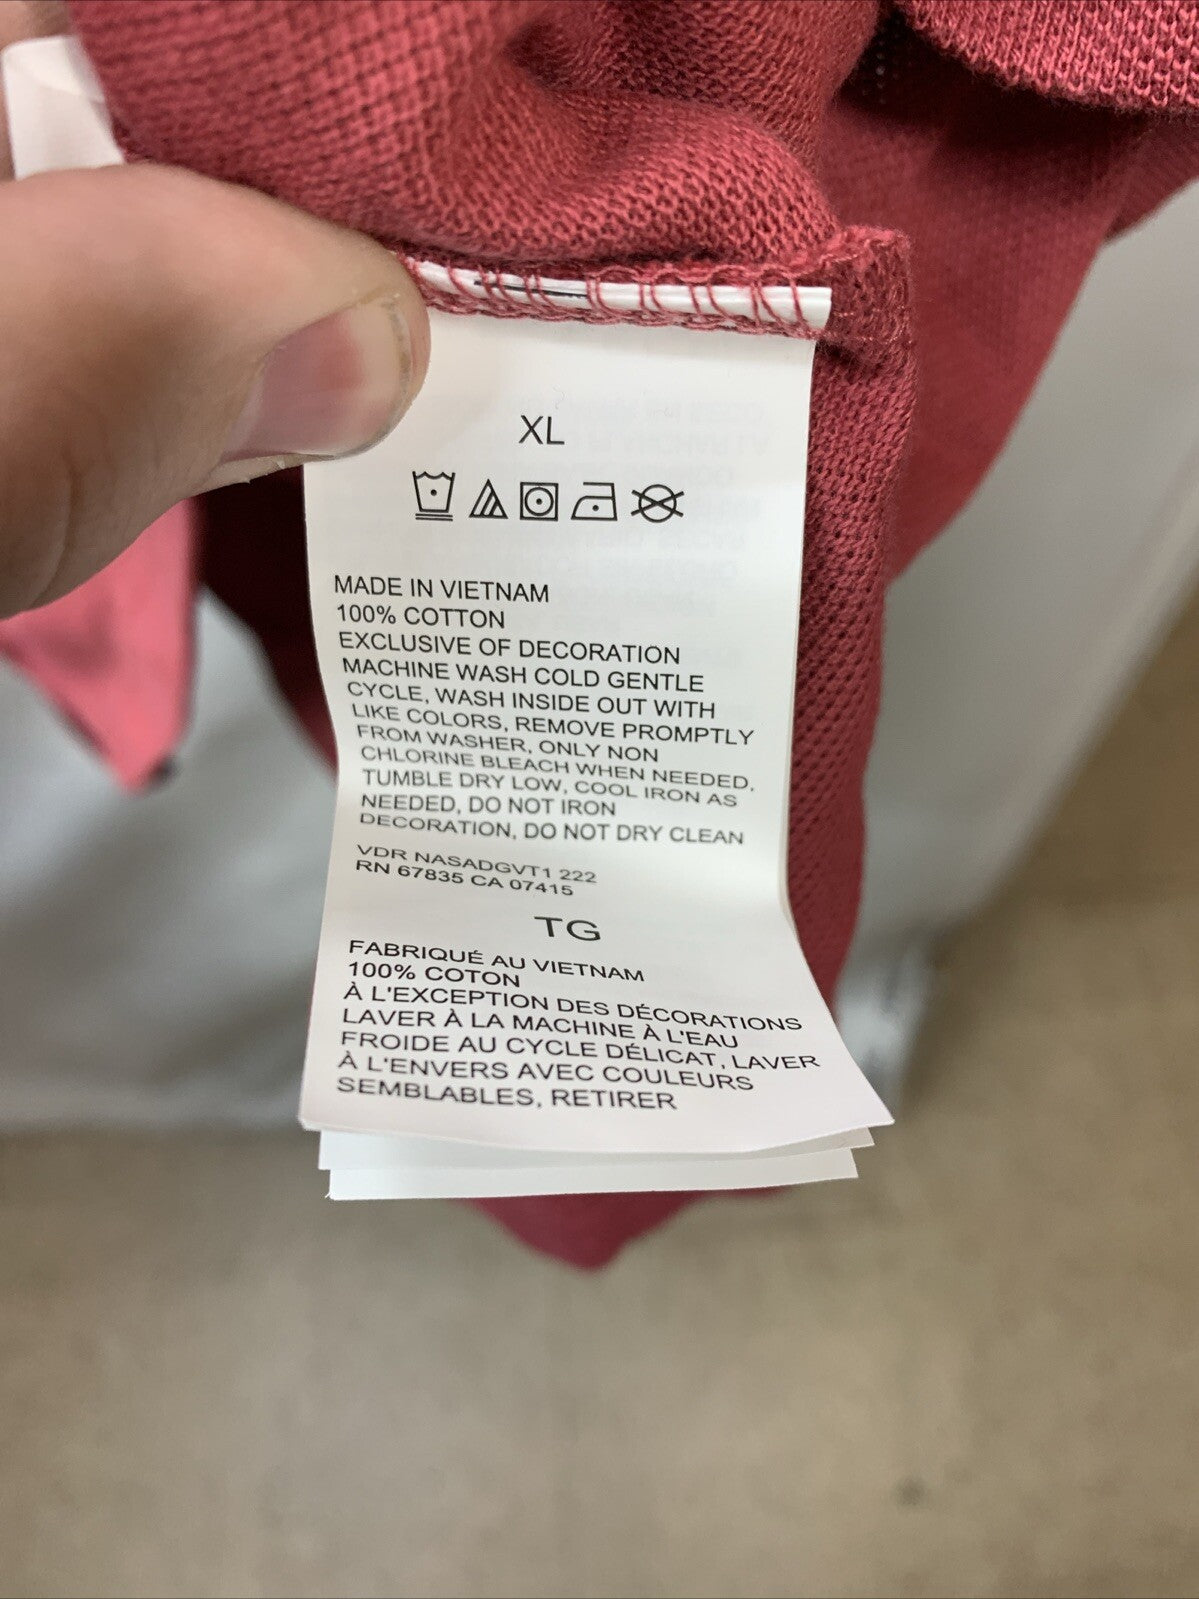 XL
MADE IN VIETNAM
100% COTTON
EXCLUSIVE OF DECORATION
MACHINE WASH COLD GENTLE
CYCLE, WASH INSIDE OUT WITH
LIKE COLORS, REMOVE PROMPTLY
FROM WASHER, ONLY NON
CHLORINE BLEACH WHEN NEEDED,
TUMBLE DRY LOW, COOL IRON AS
NEEDED, DO NOT IRON
DECORATION, DO NOT DRY CLEAN
VDR NASADGVT1 222
RN 67835 CA 07415
TG
FABRIQUÉ AU VIETNAM
100% COTON
À L'EXCEPTION DES DÉCORATIONS
LAVER À LA MACHINE À L'EAU
FROIDE AU CYCLE DÉLICAT, LAVER
À L'ENVERS AVEC COULEURS
SEMBLABLES, RETIRER